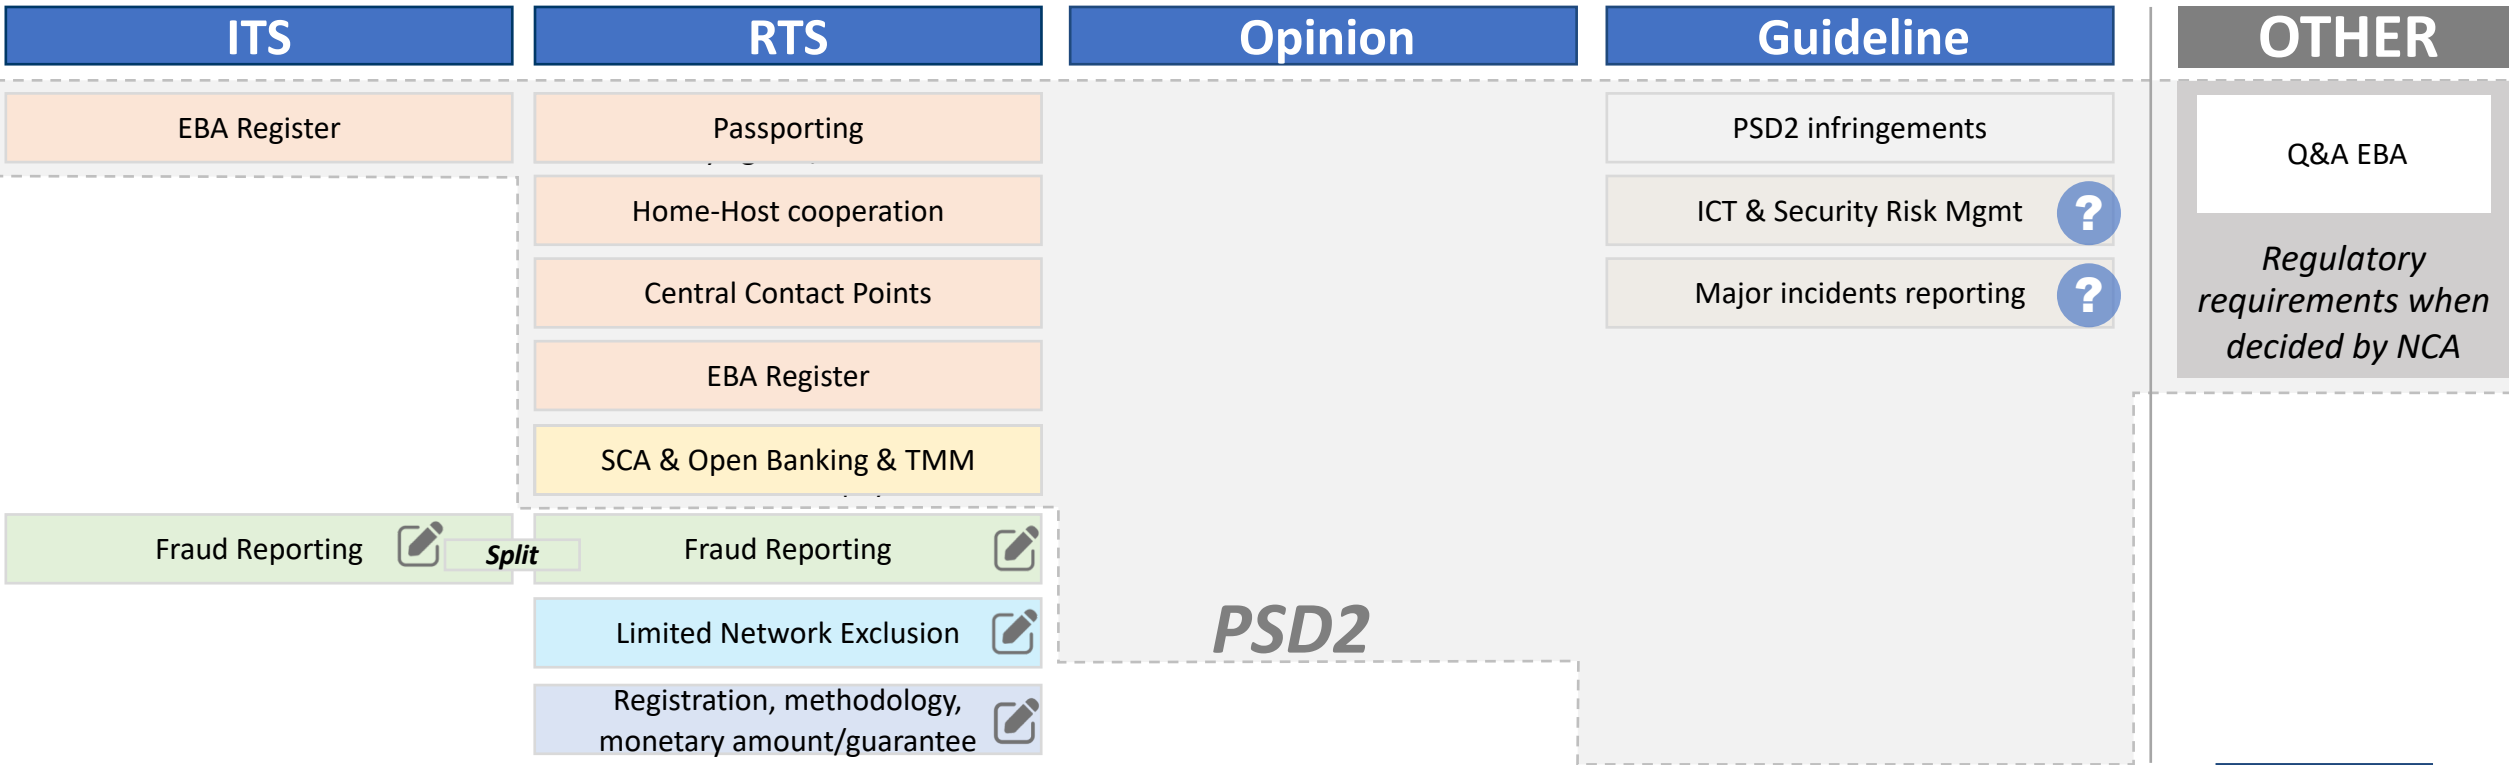 ITS
RTS
Opinion
Guideline
OTHER
EBA Register
Passporting
PSD2 infringements
Q&A EBA
Home-Host cooperation
ICT & Security Risk Mgmt
?
Regulatory
requirements when
decided by NCA
Central Contact Points
Major incidents reporting
?
EBA Register
SCA & Open Banking & TMM
Fraud Reporting
Split
Fraud Reporting
Limited Network Exclusion
PSD2
Registration, methodology,
monetary amount/guarantee